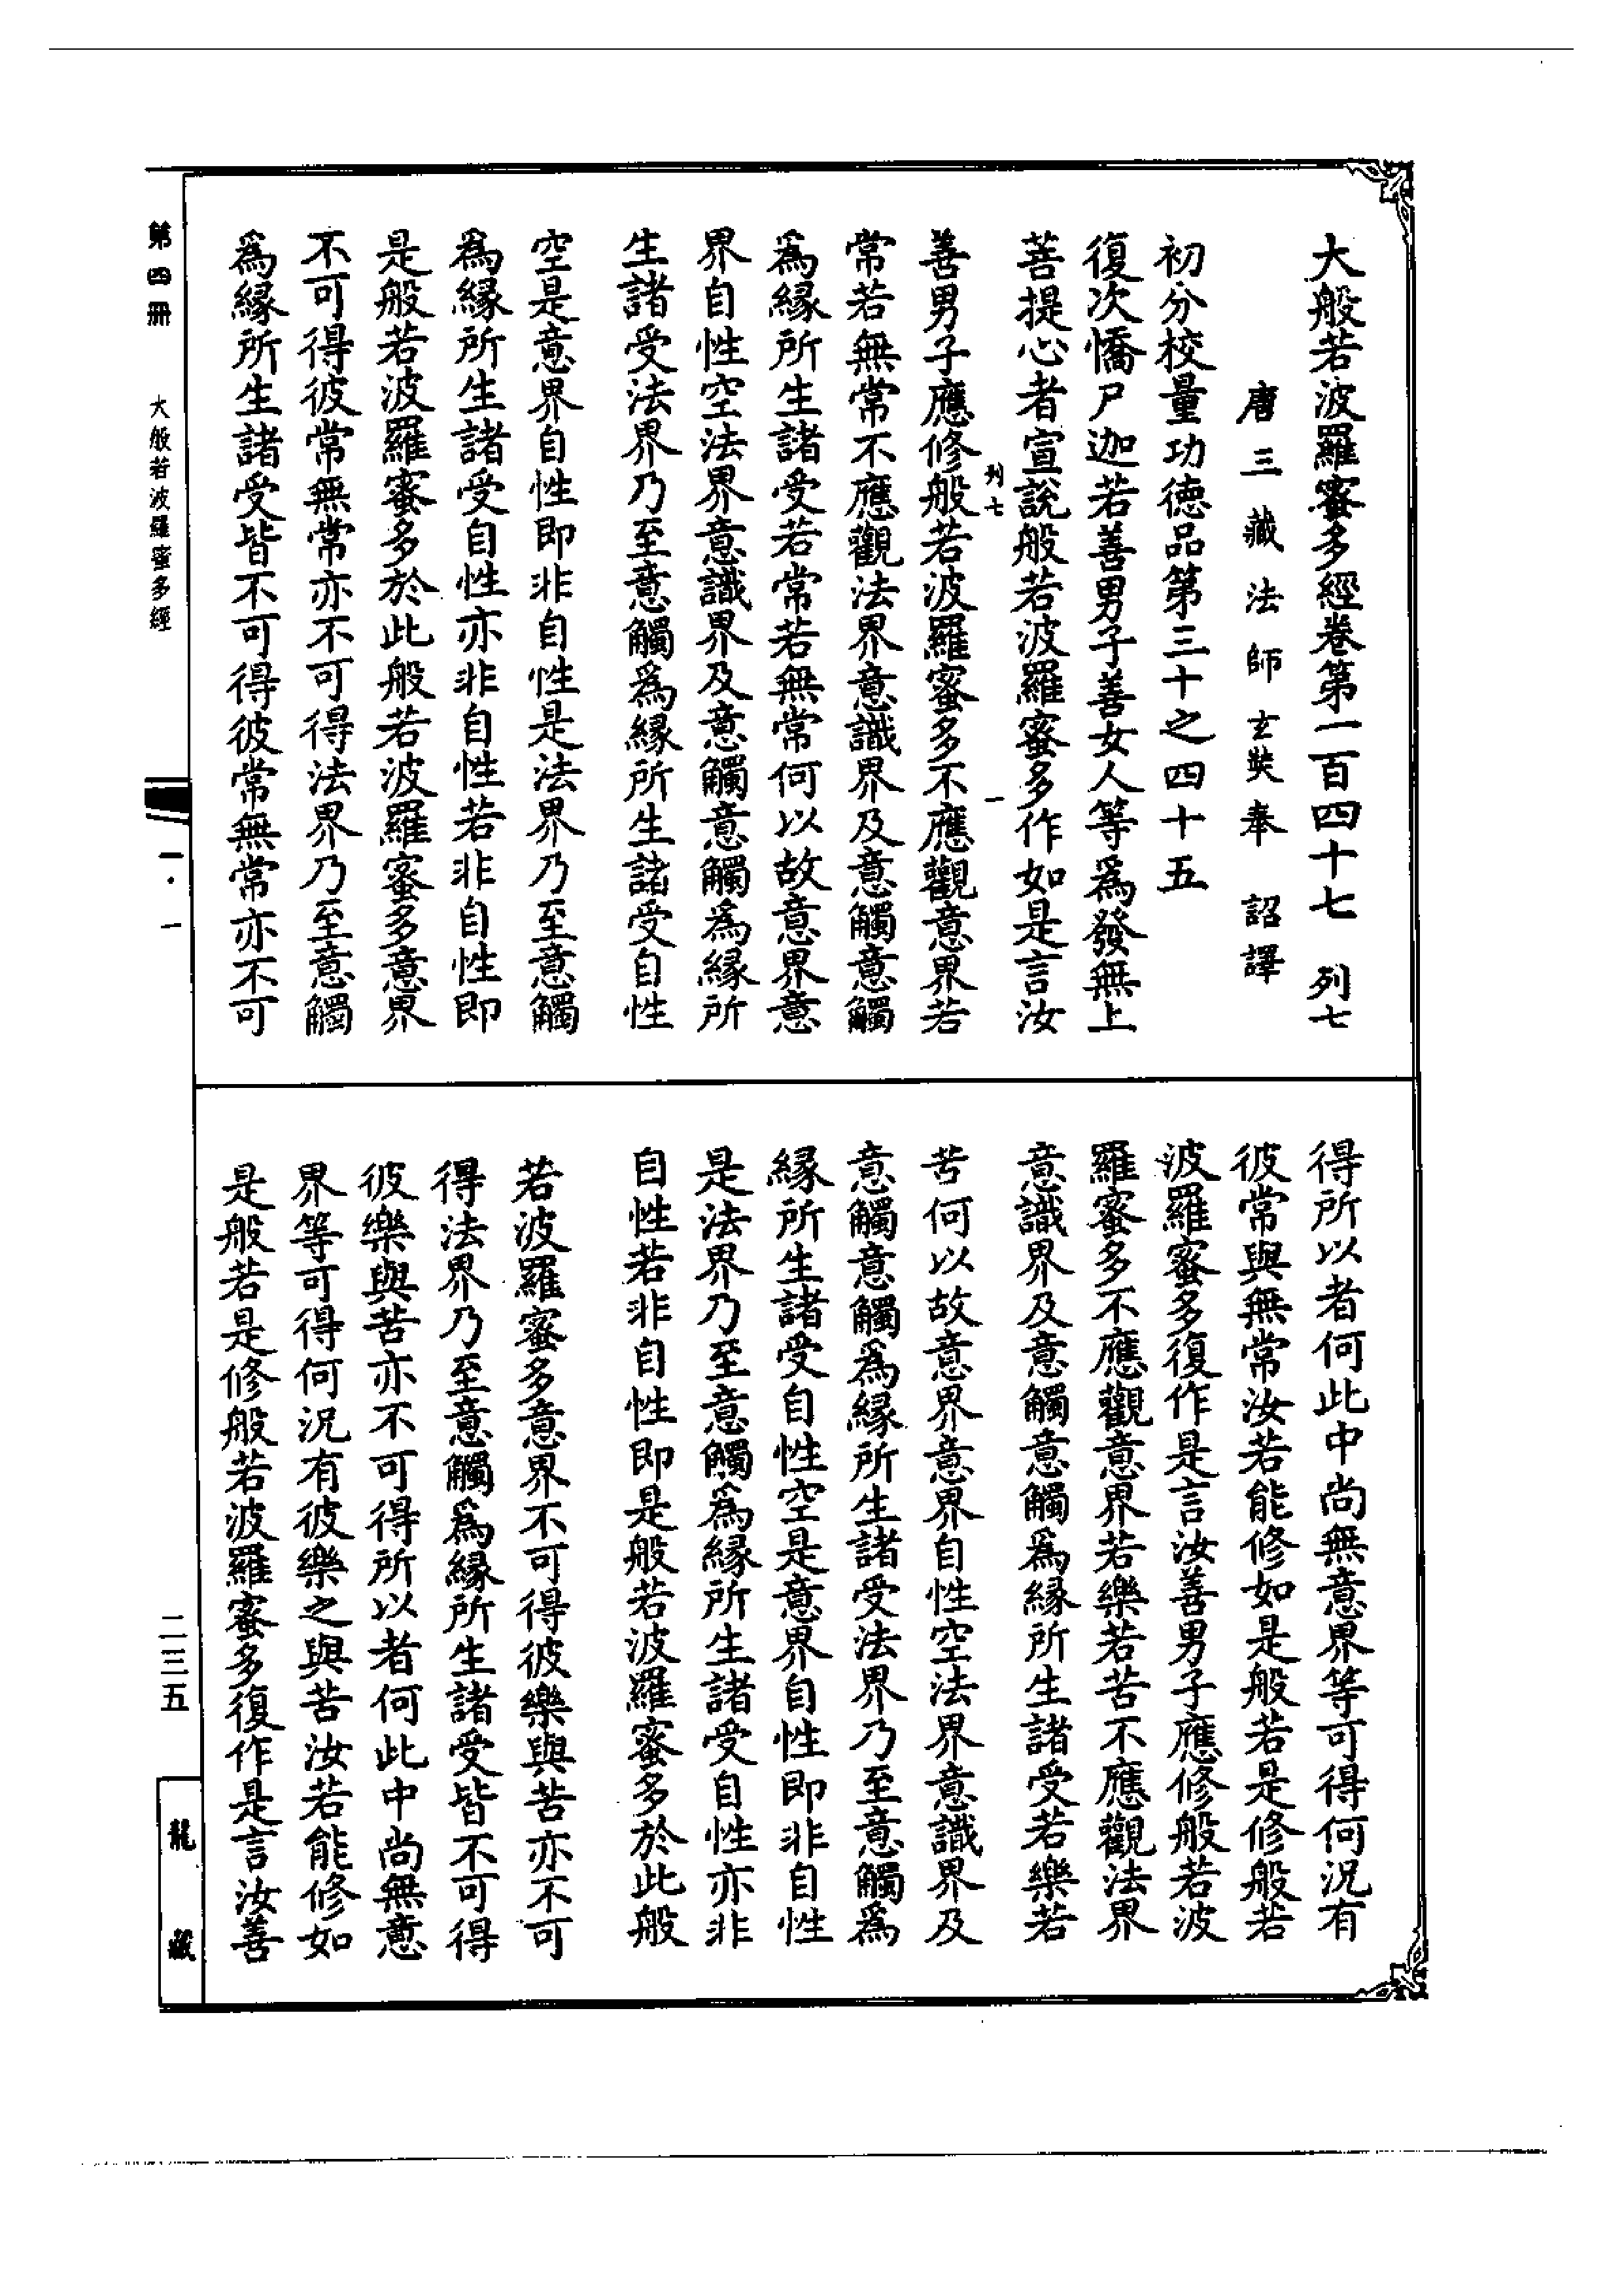 大般若波羅蜜多經卷第一百四十七　列七
唐三藏法師玄奘奉　詔譯
初分校量功德品第三十之四十五
復次憍尸迦若善男子善女人等爲發無上
菩提心者宣說般若波羅蜜多作如是言汝
列七　一
善男子應修般若波羅蜜多不應觀意界若
常若無常不應觀法界意識界及意觸意觸
爲緣所生諸受若常若無常何以故意界意
界自性空法界意識界及意觸意觸爲緣所
生諸受法界乃至意觸爲緣所生諸受自性
空是意界自性即非自性是法界乃至意觸
爲緣所生諸受自性亦非自性若非自性即
是般若波羅蜜多於此般若波羅蜜多意界
不可得彼常無常亦不可得法界乃至意觸
爲緣所生諸受皆不可得彼常無常亦不可
得所以者何此中尚無意界等可得何況有
彼常與無常汝若能修如是般若是修般若
波羅蜜多復作是言汝善男子應修般若波
羅蜜多不應觀意界若樂若苦不應觀法界
意識界及意觸意觸爲緣所生諸受若樂若
苦何以故意界意界自性空法界意識界及
意觸意觸爲緣所生諸受法界乃至意觸爲
緣所生諸受自性空是意界自性即非自性
是法界乃至意觸爲緣所生諸受自性亦非
自性若非自性即是般若波羅蜜多於此般
若波羅蜜多意界不可得彼樂與苦亦不可
得法界乃至意觸爲緣所生諸受皆不可得
彼樂與苦亦不可得所以者何此中尚無意
界等可得何況有彼樂之與苦汝若能修如
是般若是修般若波羅蜜多復作是言汝善
第四冊　大般若波羅蜜多經
一·一
二三五
龍藏